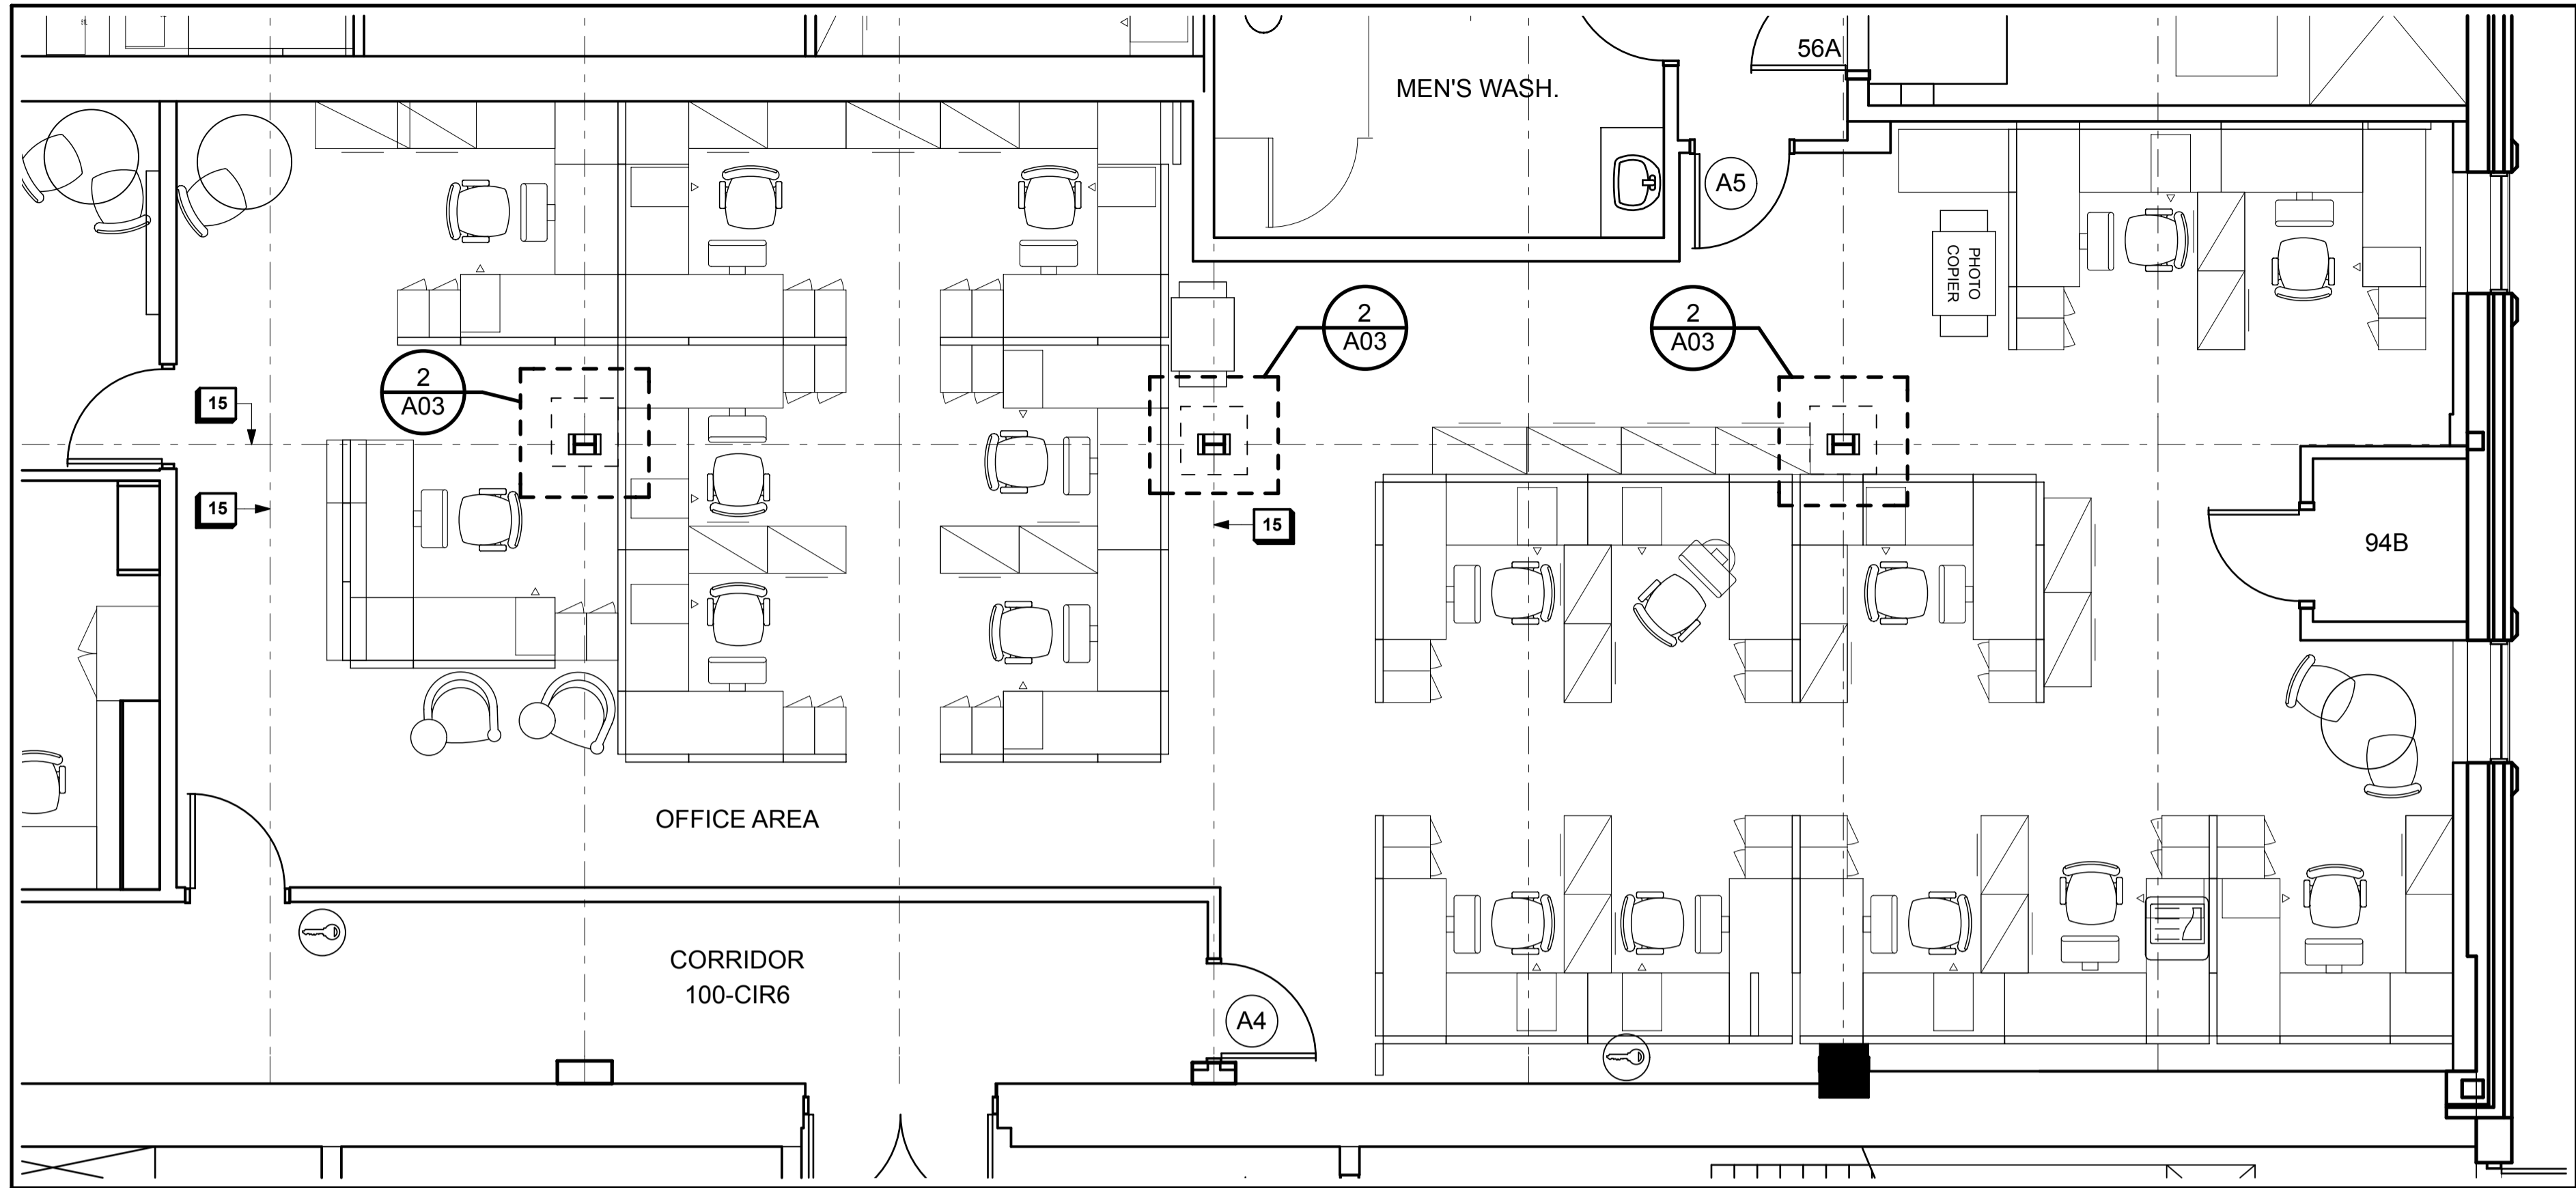 56A
MEN'S WASH.
A5
PHOTO
COPIER
2
A03
2
A03
2
A03
15
15
15
94B
OFFICE AREA
CORRIDOR
100-CIR6
A4